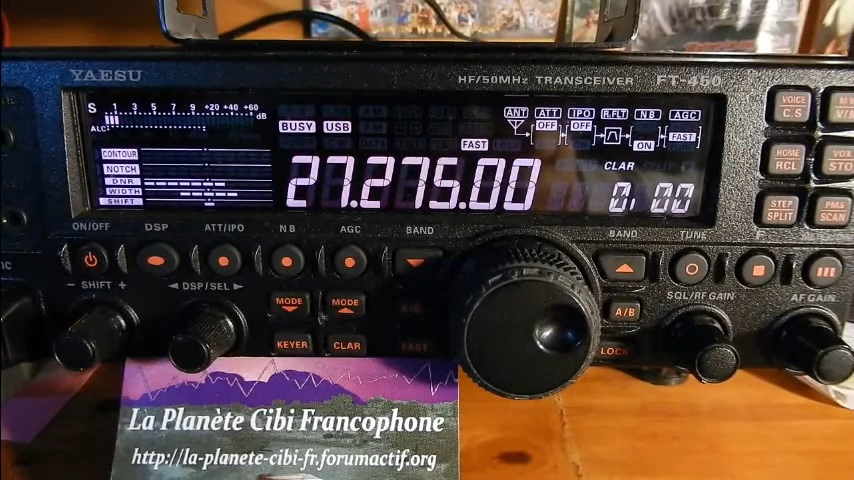 YAESU
HF/50MHz TRANSCEIVER FT-450
S 1 3 5 7 9 +20 +40 +60 dB
ALC:
BUSY USB
ANT ATT IPO R.FLT NB AGC
OFF OFF ON FAST
FAST
CONTOUR
NOTCH
DNR
WIDTH
SHIFT
27.275.00
CLAR
0.00
VOICE C.S
HOME RCL
VOX
STO
STEP SPLIT
PMS SCAN
ON/OFF DSP ATT/IPO NB AGC BAND
BAND TUNE
− SHIFT + ◀ DSP/SEL ▶
MODE MODE
KEYER CLAR
A/B
FAST
A/B
LOCK
SQL/RF GAIN
AF GAIN
La Planète Cibi Francophone
http://la-planete-cibi-fr.forumactif.org